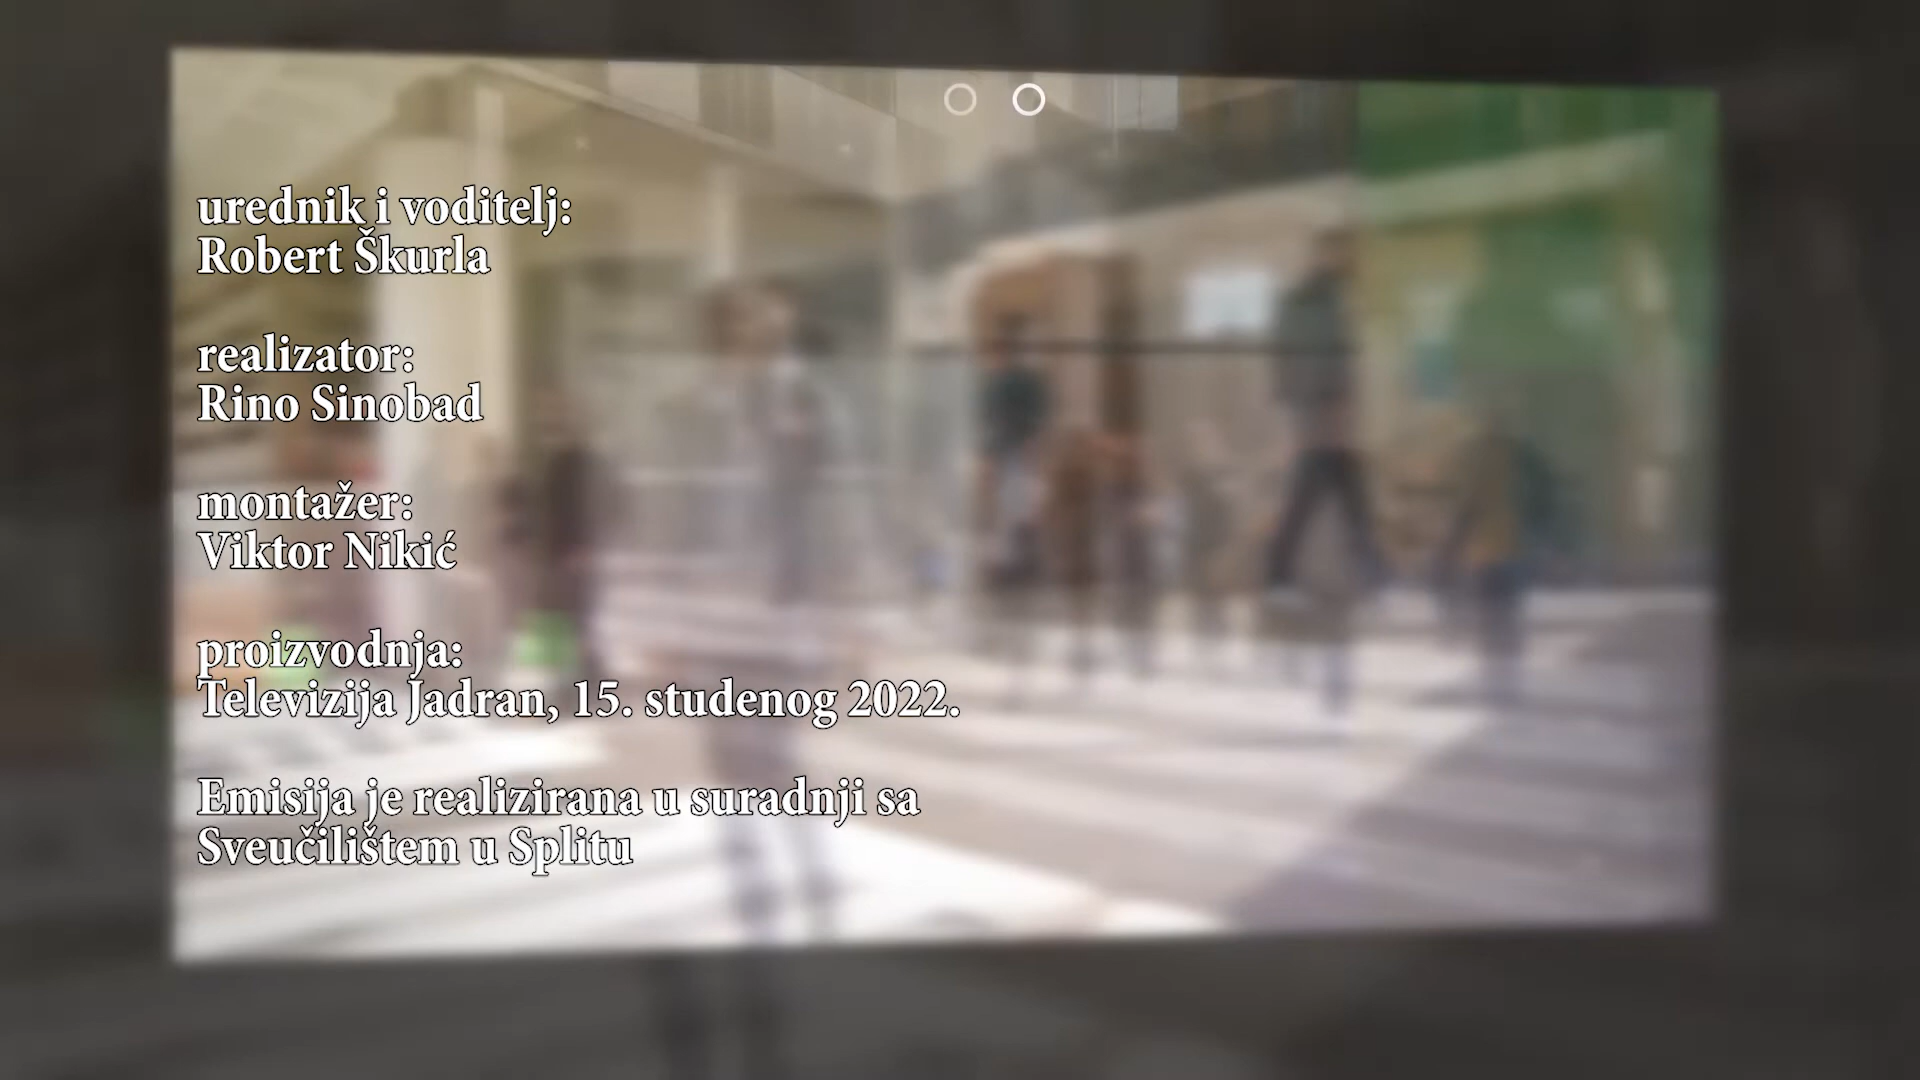 urednik i voditelj:
Robert Škurla
realizator:
Rino Sinobad
montažer:
Viktor Nikić
proizvodnja:
Televizija Jadran, 15. studenog 2022.
Emisija je realizirana u suradnji sa
Sveučilištem u Splitu